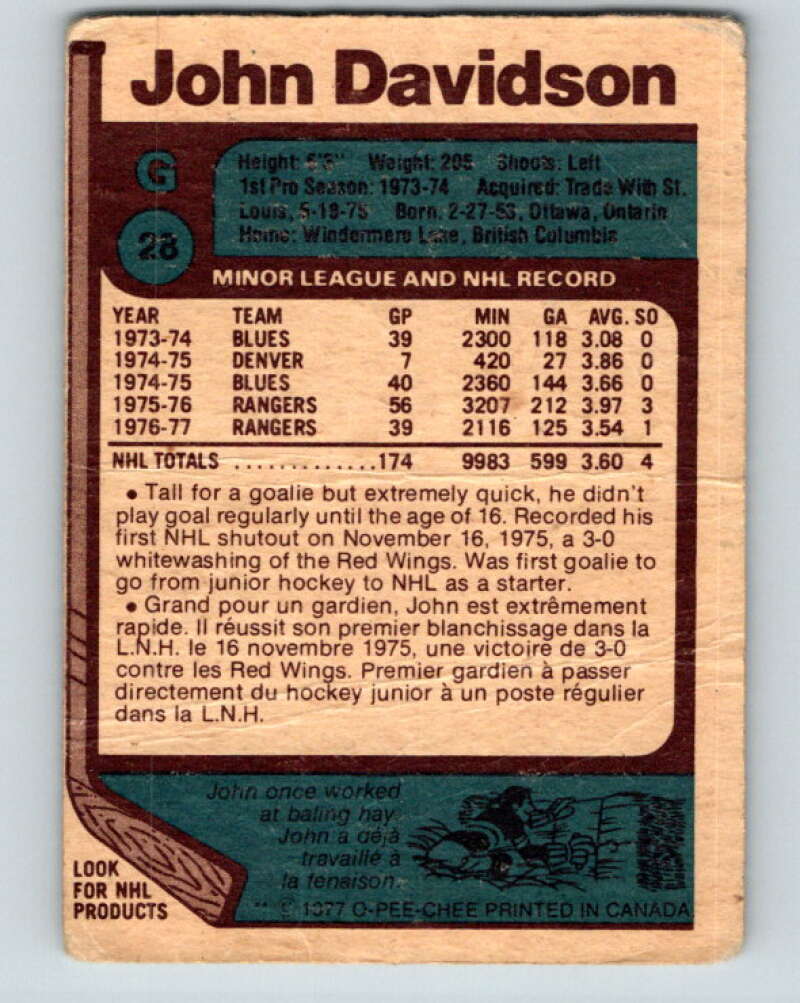 John Davidson
G
Height: 6'3" Weight: 205 Shoots: Left
1st Pro Season: 1973-74 Acquired: Trade With St.
Louis, 5-18-75 Born: 2-27-53, Ottawa, Ontario
Home: Windermere Lake, British Columbia
28
MINOR LEAGUE AND NHL RECORD
YEAR TEAM GP MIN GA AVG. SO
1973-74 BLUES 39 2300 118 3.08 0
1974-75 DENVER 7 420 27 3.86 0
1974-75 BLUES 40 2360 144 3.66 0
1975-76 RANGERS 56 3207 212 3.97 3
1976-77 RANGERS 39 2116 125 3.54 1
NHL TOTALS .............174 9983 599 3.60 4
• Tall for a goalie but extremely quick, he didn't
play goal regularly until the age of 16. Recorded his
first NHL shutout on November 16, 1975, a 3-0
whitewashing of the Red Wings. Was first goalie to
go from junior hockey to NHL as a starter.
• Grand pour un gardien, John est extrêmement
rapide. Il réussit son premier blanchissage dans la
L.N.H. le 16 novembre 1975, une victoire de 3-0
contre les Red Wings. Premier gardien à passer
directement du hockey junior à un poste régulier
dans la L.N.H.
John once worked
at baling hay.
John a déjà
travaillé à
la fenaison.
LOOK
FOR NHL
PRODUCTS
** © 1977 O-PEE-CHEE PRINTED IN CANADA